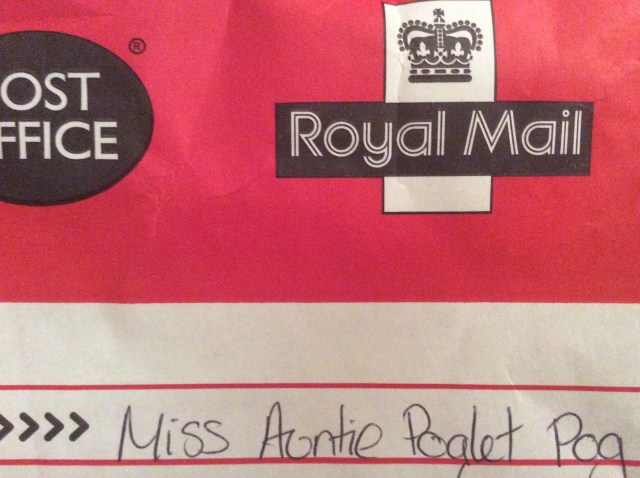 OST
FFICE
®
Royal Mail
>>>> Miss Auntie Poglet Pog